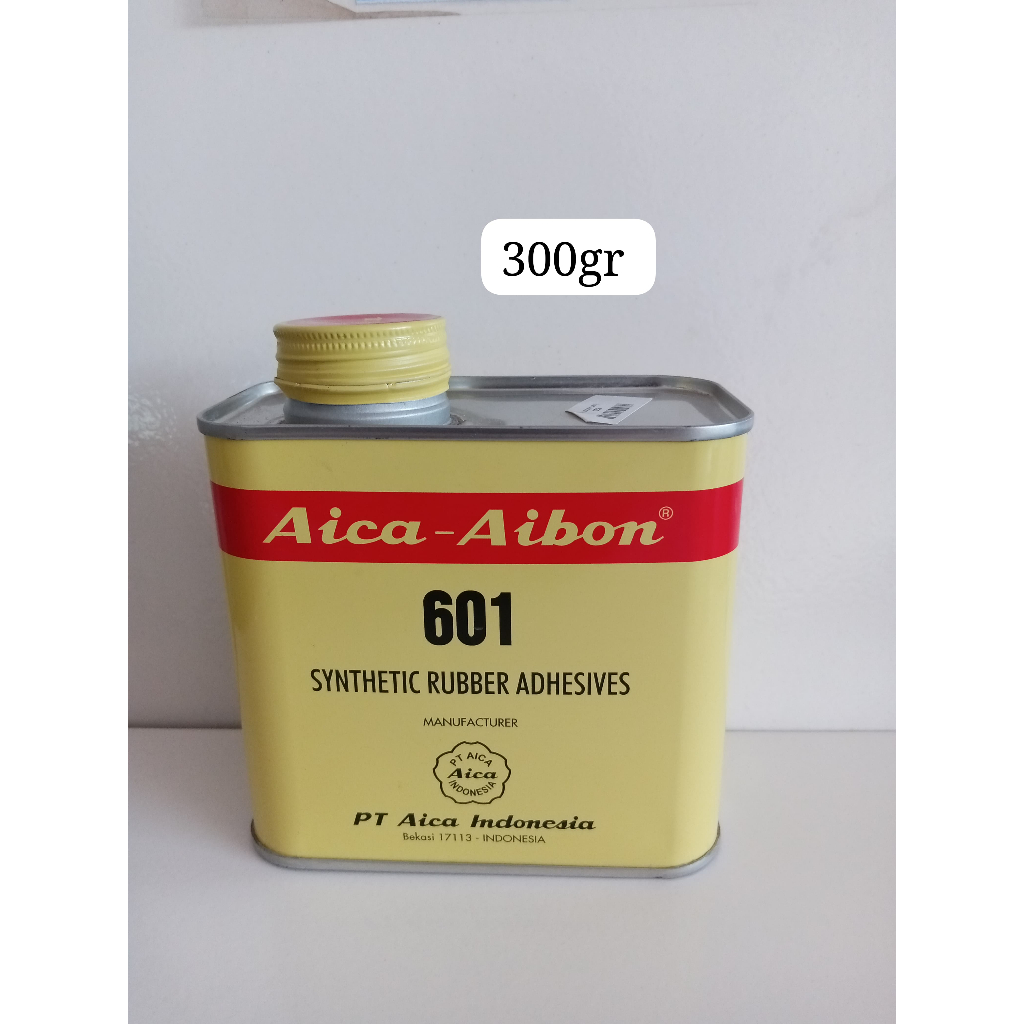 300gr
Aica-Aibon®
601
SYNTHETIC RUBBER ADHESIVES
MANUFACTURER
PT AICA
Aica
INDONESIA
PT Aica Indonesia
Bekasi 17113 - INDONESIA